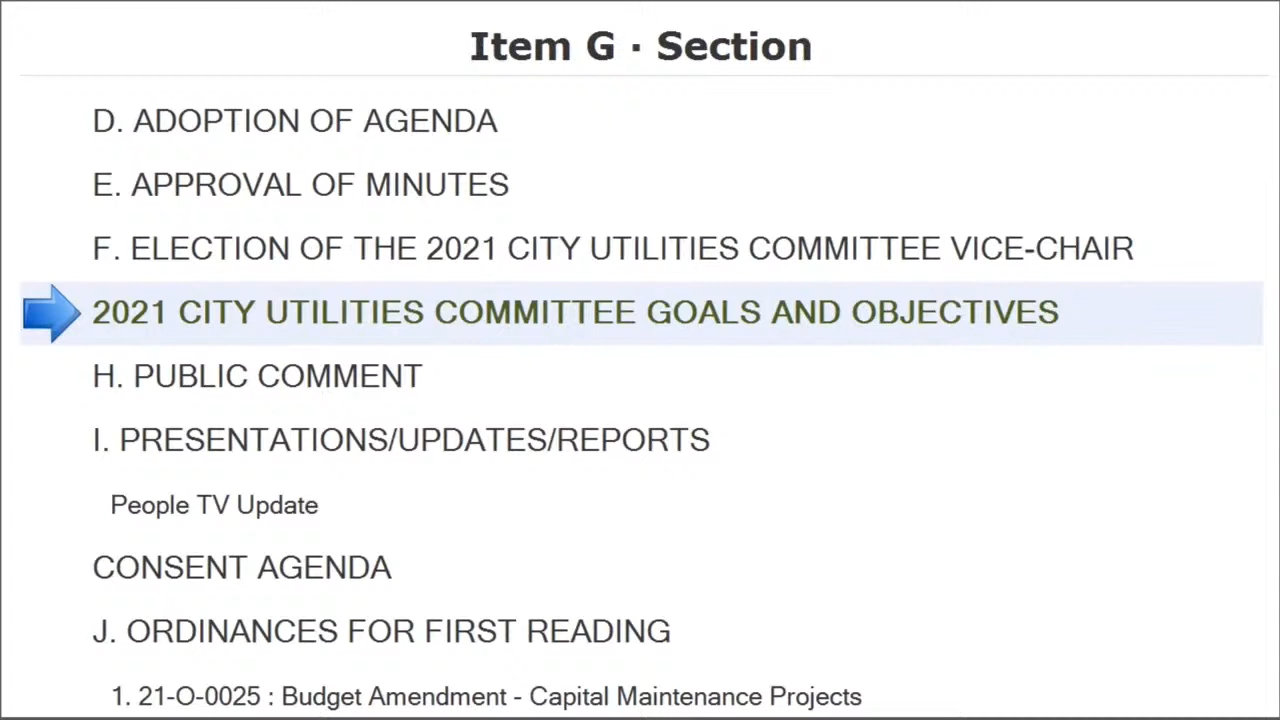 Item G · Section
D. ADOPTION OF AGENDA
E. APPROVAL OF MINUTES
F. ELECTION OF THE 2021 CITY UTILITIES COMMITTEE VICE-CHAIR
2021 CITY UTILITIES COMMITTEE GOALS AND OBJECTIVES
H. PUBLIC COMMENT
I. PRESENTATIONS/UPDATES/REPORTS
People TV Update
CONSENT AGENDA
J. ORDINANCES FOR FIRST READING
1. 21-O-0025 : Budget Amendment - Capital Maintenance Projects